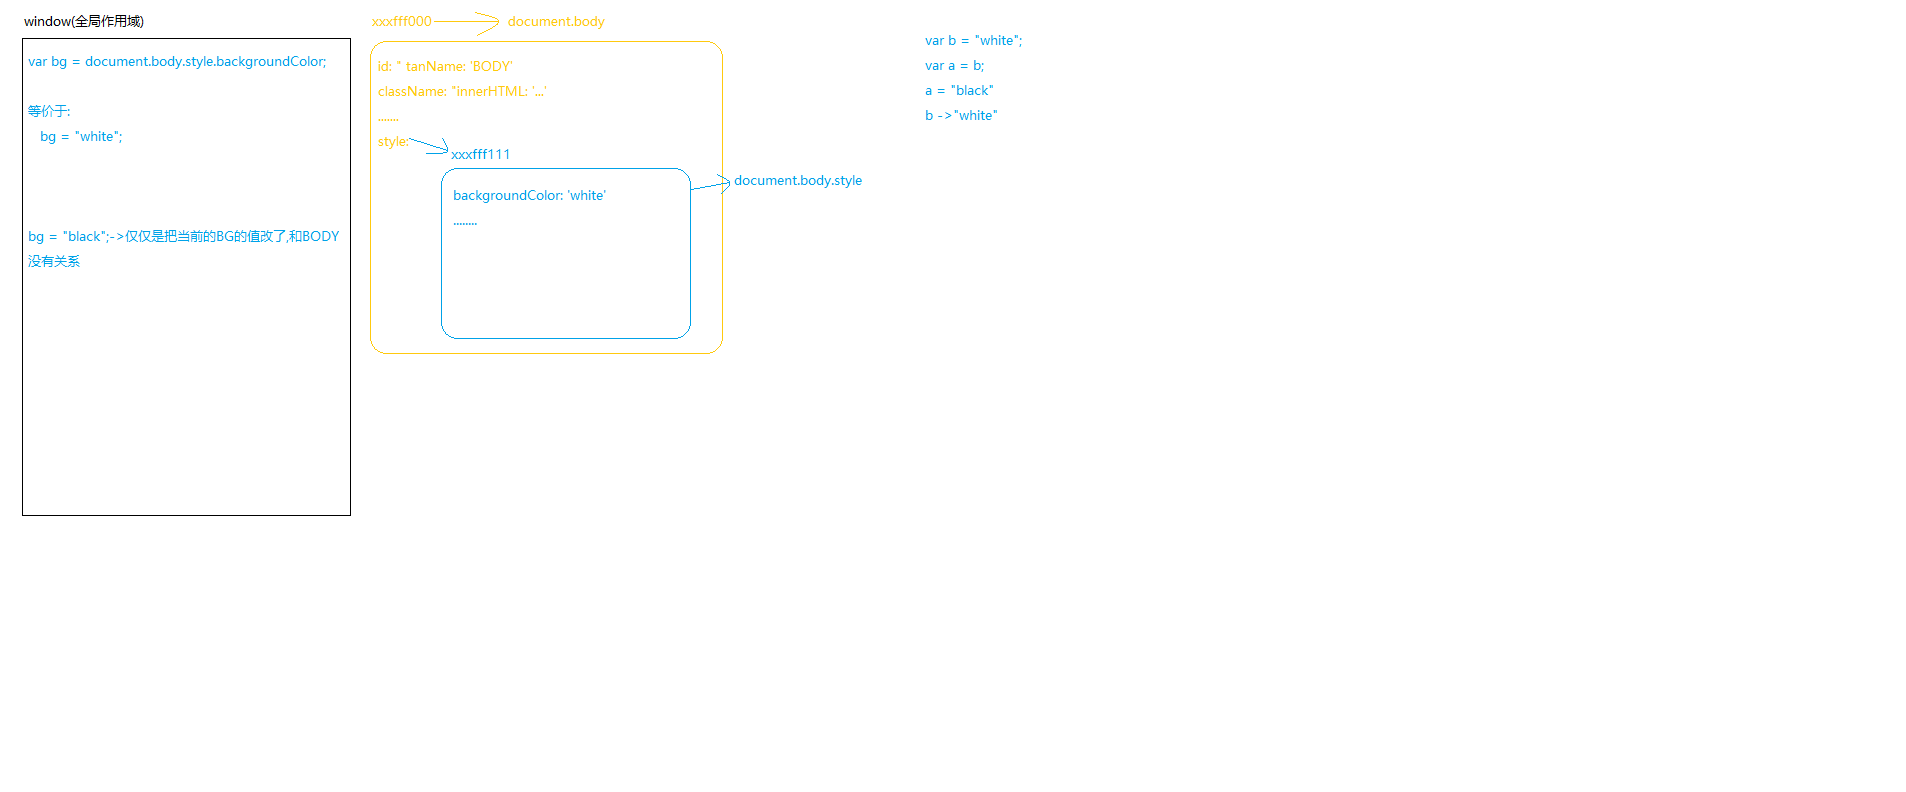 window(全局作用域)
var bg = document.body.style.backgroundColor;
等价于:
bg = "white";
bg = "black";->仅仅是把当前的BG的值改了,和BODY
没有关系
xxxfff000
document.body
id: '' tanName: 'BODY'
className: ''innerHTML: '...'
.......
style:
xxxfff111
backgroundColor: 'white'
........
document.body.style
var b = "white";
var a = b;
a = "black"
b ->"white"